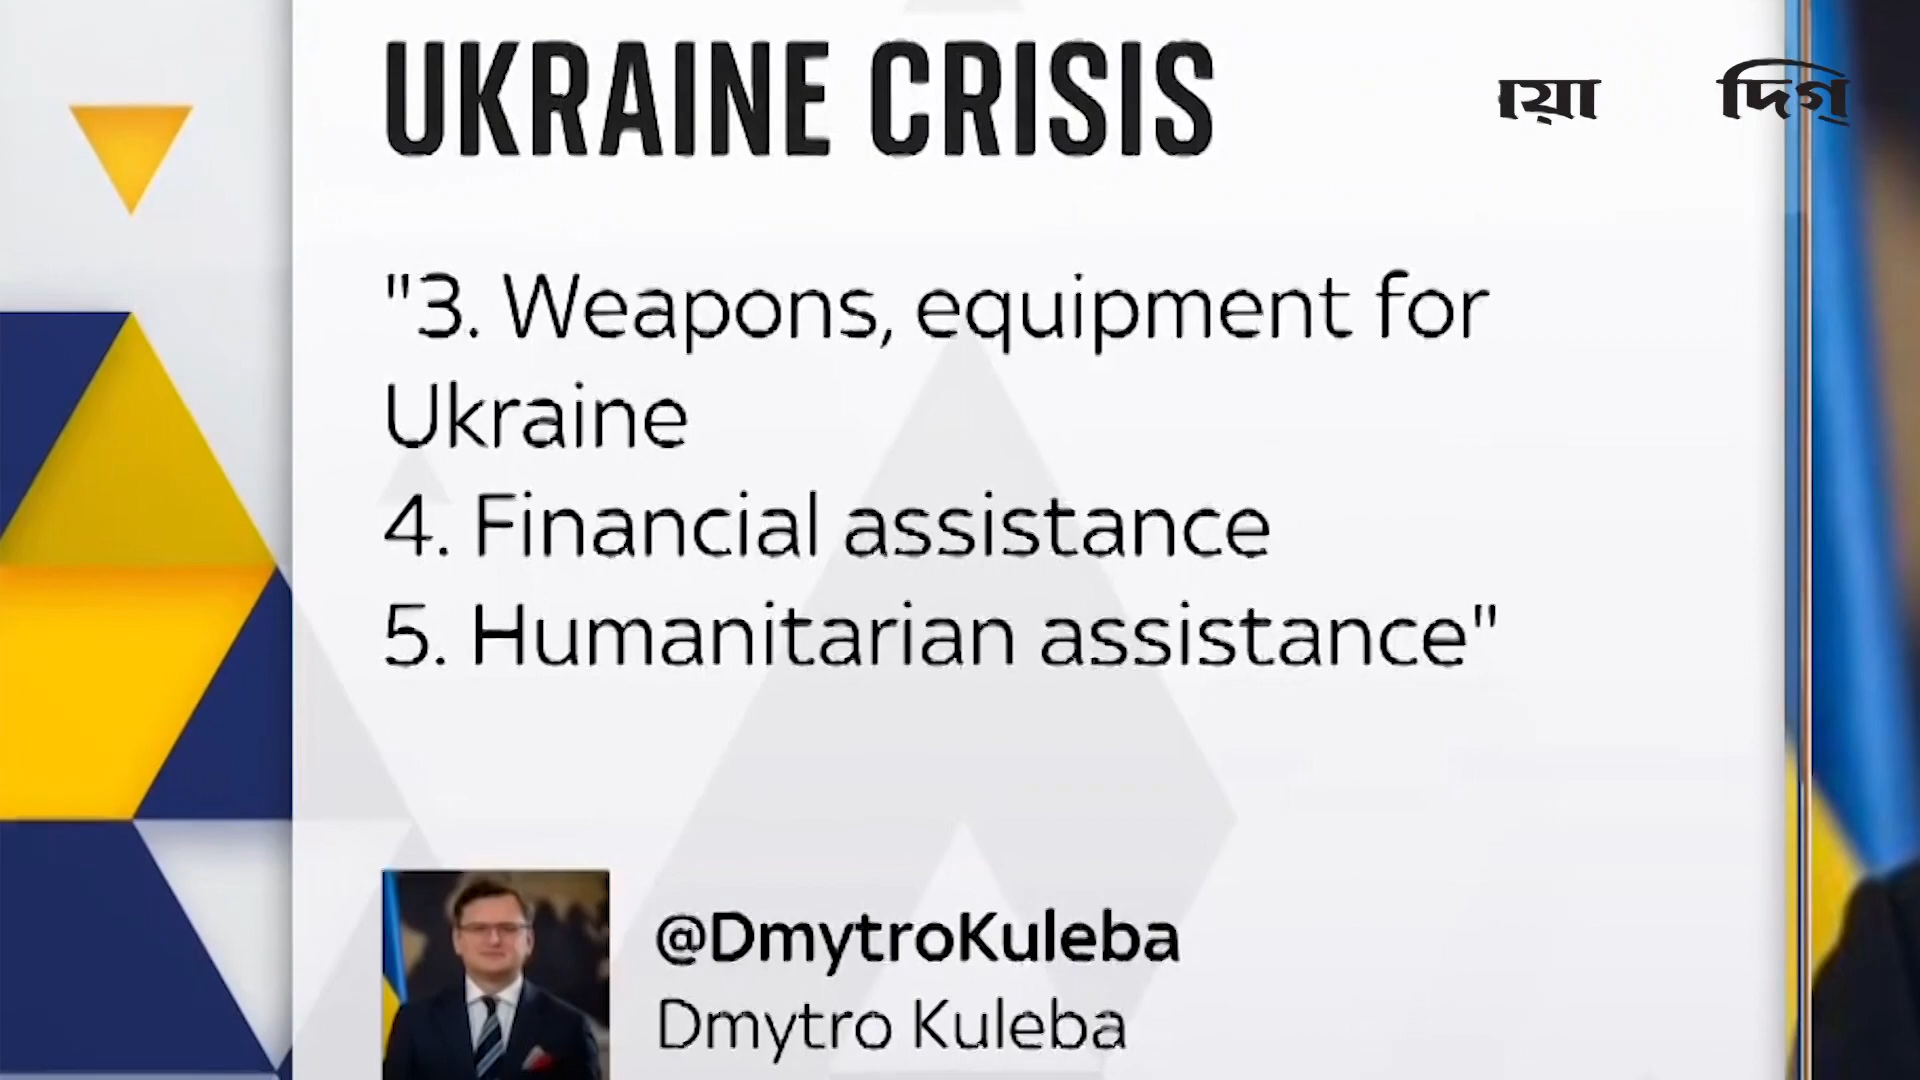 UKRAINE CRISIS
য়া দিগ
"3. Weapons, equipment for
Ukraine
4. Financial assistance
5. Humanitarian assistance"
@DmytroKuleba
Dmytro Kuleba